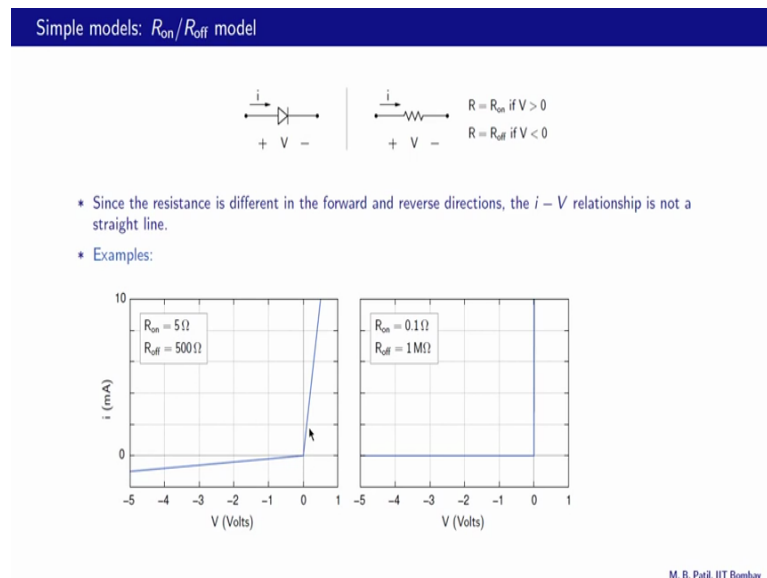 Simple models: Ron/Roff model
i
i
R = Ron if V > 0
R = Roff if V < 0
+ V −
+ V −
* Since the resistance is different in the forward and reverse directions, the i − V relationship is not a
straight line.
* Examples:
10
Ron = 5 Ω
Roff = 500 Ω
Ron = 0.1 Ω
Roff = 1 MΩ
i (mA)
0
−5 −4 −3 −2 −1 0 1 −5 −4 −3 −2 −1 0 1
V (Volts) V (Volts)
M. B. Patil, IIT Bombay